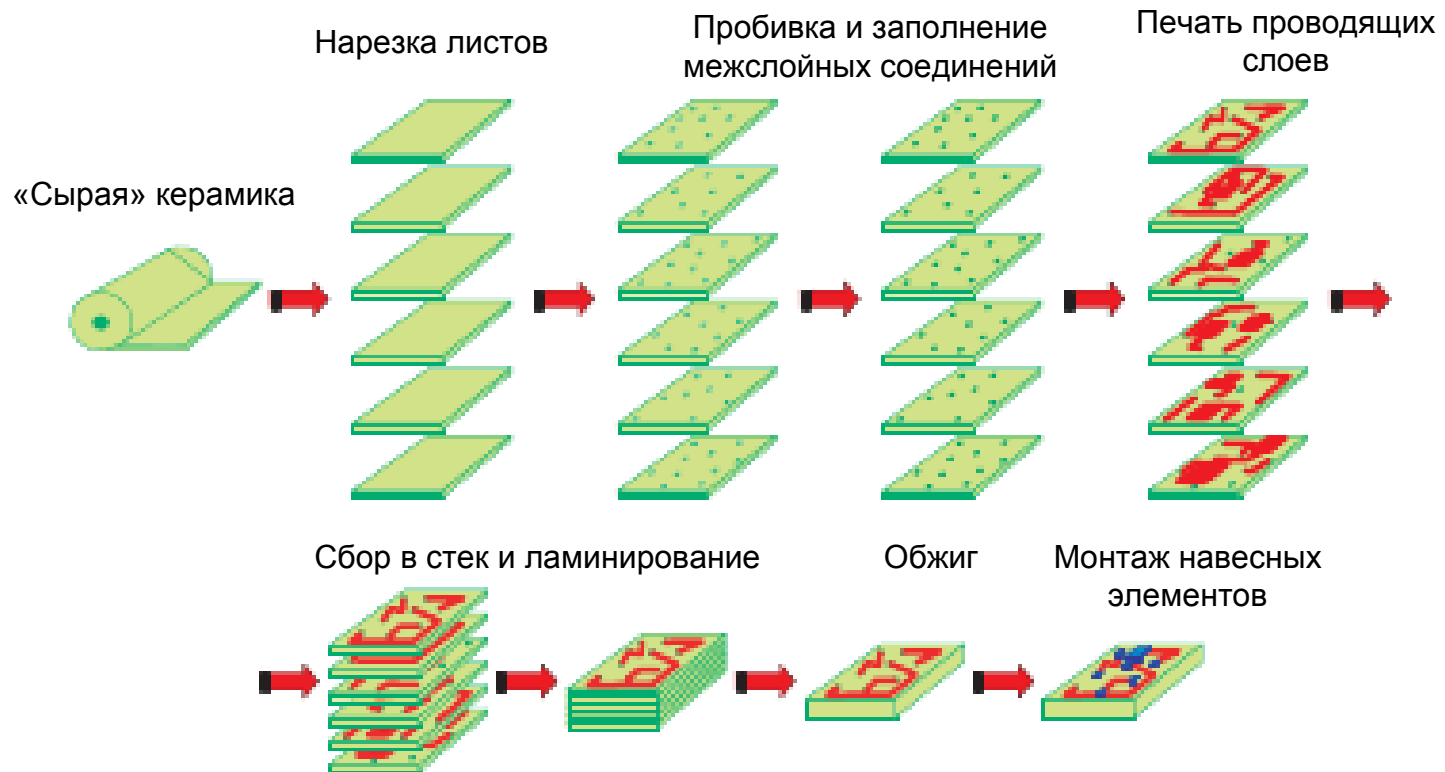 «Сырая» керамика
Нарезка листов
Пробивка и заполнение
межслойных соединений
Печать проводящих
слоев
Сбор в стек и ламинирование
Обжиг
Монтаж навесных
элементов